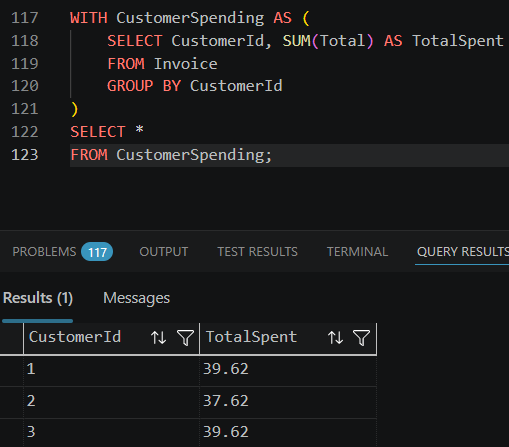 117 WITH CustomerSpending AS (
118 SELECT CustomerId, SUM(Total) AS TotalSpent
119 FROM Invoice
120 GROUP BY CustomerId
121 )
122 SELECT *
123 FROM CustomerSpending;
PROBLEMS 117 OUTPUT TEST RESULTS TERMINAL QUERY RESULTS
Results (1) Messages
CustomerId TotalSpent
1 39.62
2 37.62
3 39.62